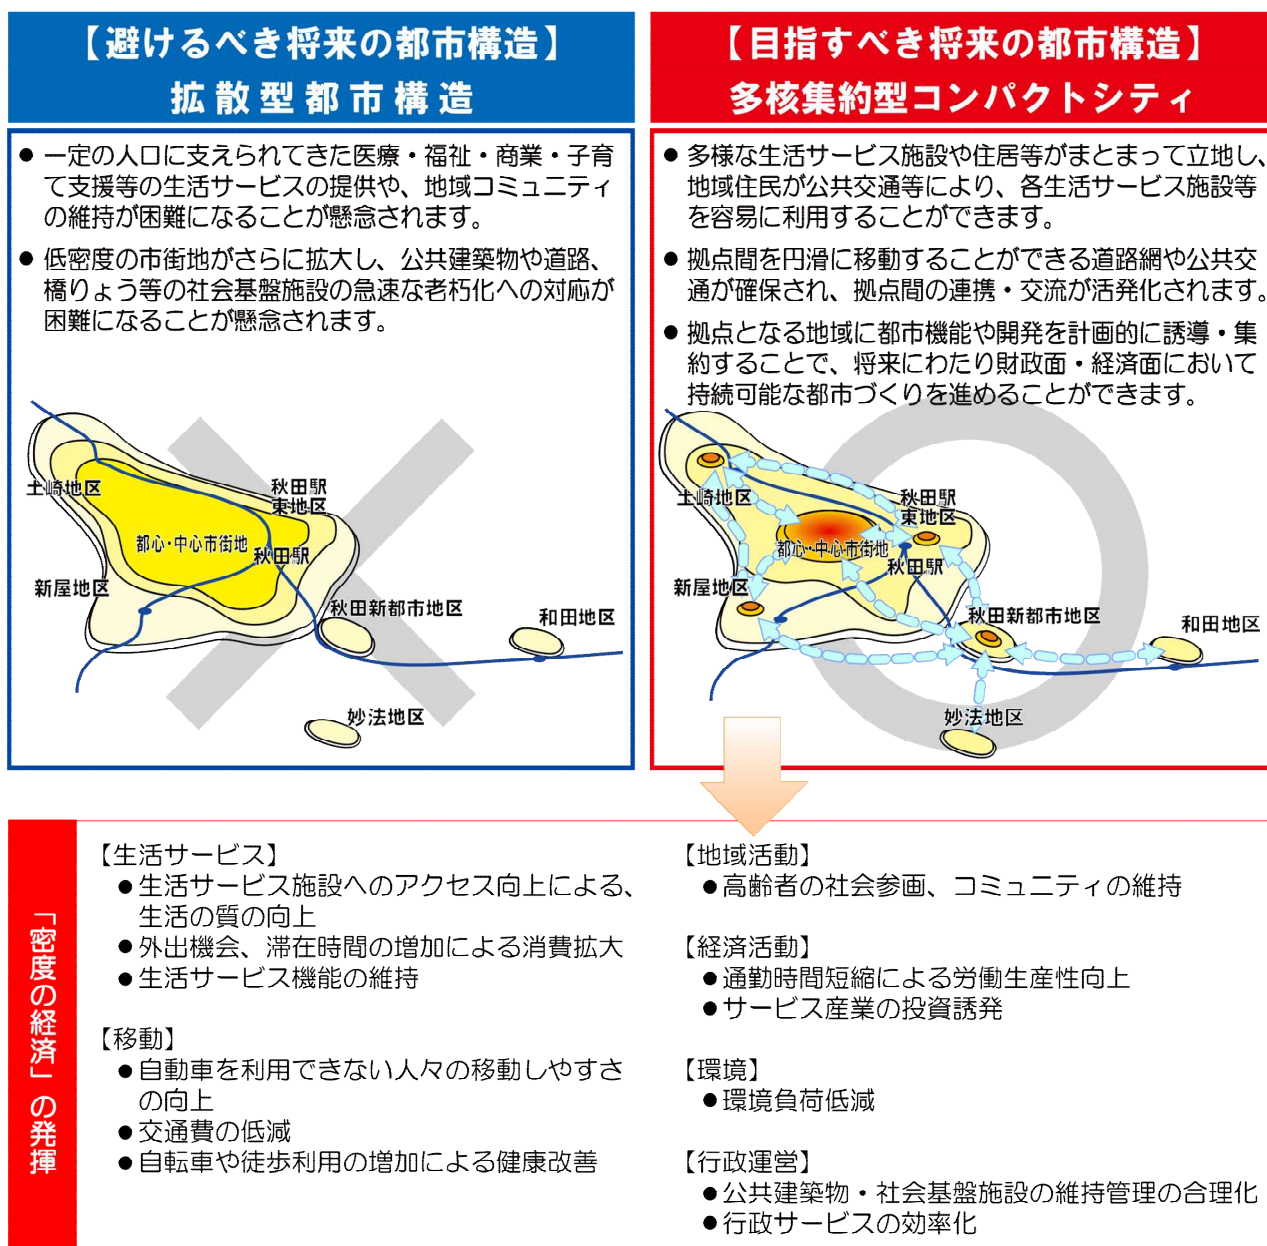 【避けるべき将来の都市構造】
拡散型都市構造
● 一定の人口に支えられてきた医療・福祉・商業・子育
て支援等の生活サービスの提供や、地域コミュニティ
の維持が困難になることが懸念されます。
● 低密度の市街地がさらに拡大し、公共建築物や道路、
橋りょう等の社会基盤施設の急速な老朽化への対応が
困難になることが懸念されます。
土崎地区
秋田駅
東地区
都心・中心市街地
秋田駅
新屋地区
秋田新都市地区
和田地区
妙法地区
【目指すべき将来の都市構造】
多核集約型コンパクトシティ
● 多様な生活サービス施設や住居等がまとまって立地し、
地域住民が公共交通等により、各生活サービス施設等
を容易に利用することができます。
● 拠点間を円滑に移動することができる道路網や公共交
通が確保され、拠点間の連携・交流が活発化されます。
● 拠点となる地域に都市機能や開発を計画的に誘導・集
約することで、将来にわたり財政面・経済面において
持続可能な都市づくりを進めることができます。
土崎地区
秋田駅
東地区
都心・中心市街地
秋田駅
新屋地区
秋田新都市地区
和田地区
妙法地区
「密度の経済」の発揮
【生活サービス】
●生活サービス施設へのアクセス向上による、
生活の質の向上
●外出機会、滞在時間の増加による消費拡大
●生活サービス機能の維持
【移動】
●自動車を利用できない人々の移動しやすさ
の向上
●交通費の低減
●自転車や徒歩利用の増加による健康改善
【地域活動】
●高齢者の社会参画、コミュニティの維持
【経済活動】
●通勤時間短縮による労働生産性向上
●サービス産業の投資誘発
【環境】
●環境負荷低減
【行政運営】
●公共建築物・社会基盤施設の維持管理の合理化
●行政サービスの効率化